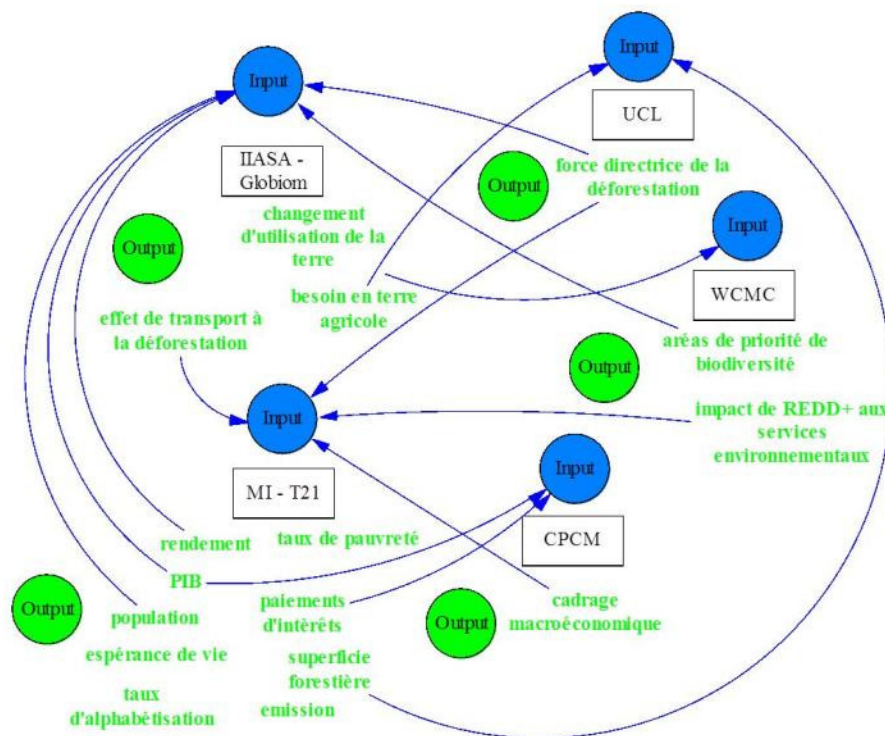 Input
UCL
Input
IIASA -
Globiom
Output
force directrice de la
déforestation
changement
d'utilisation de la
terre
Input
WCMC
Output
besoin en terre
agricole
effet de transport à
la déforestation
aréas de priorité de
biodiversité
Output
Input
MI - T21
impact de REDD+ aux
services
environnementaux
Input
CPCM
rendement
taux de pauvreté
PIB
Output
population
paiements
d'intèrêts
Output
cadrage
macroéconomique
espérance de vie
superficie
forestière
taux
d'alphabétisation
emission